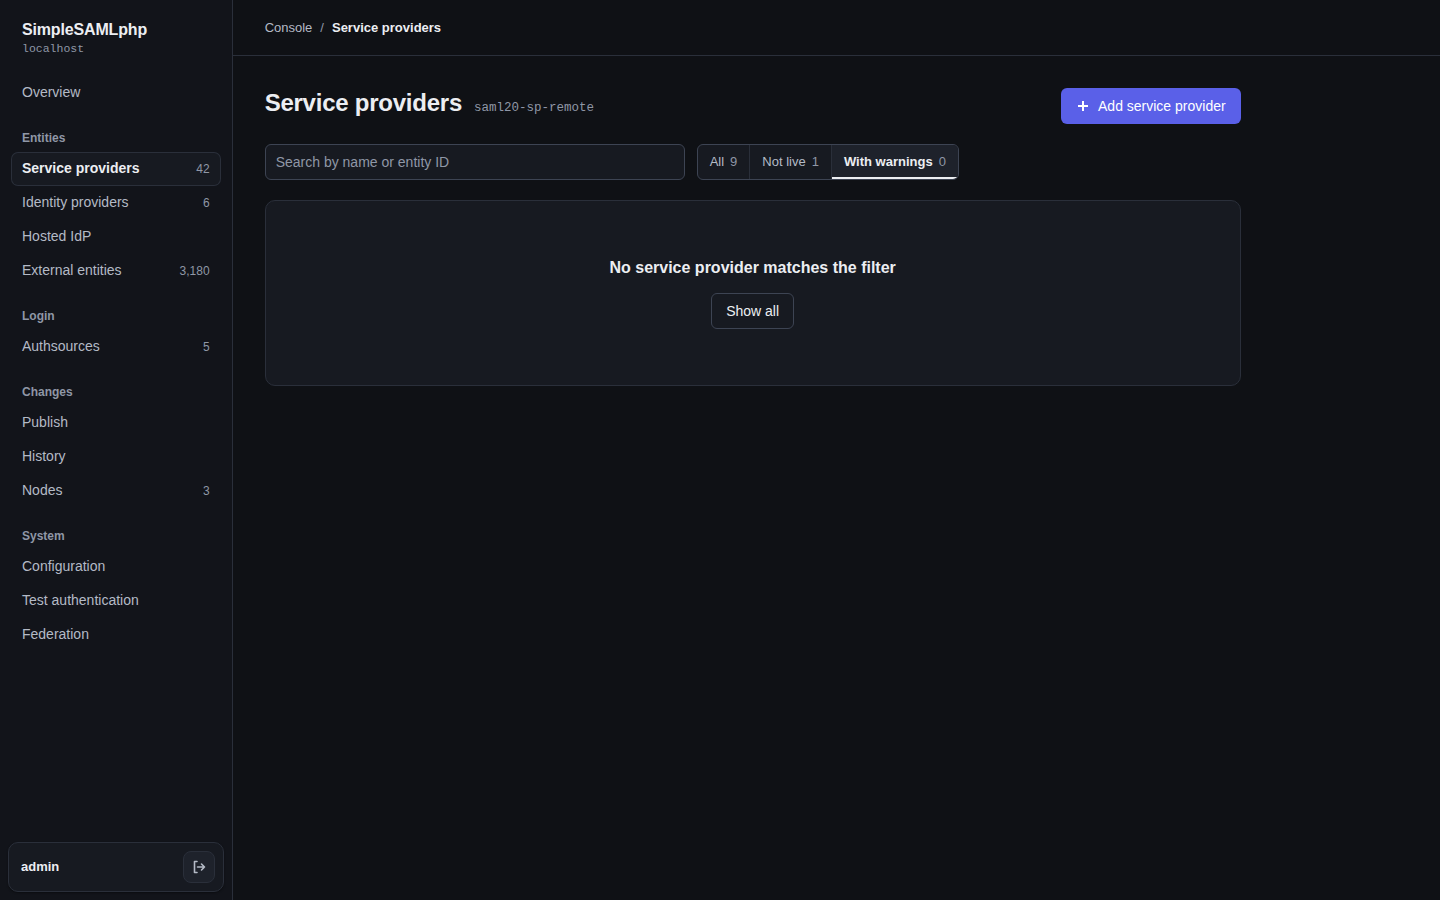 SimpleSAMLphp
localhost
Overview
Entities
Service providers 42
Identity providers 6
Hosted IdP
External entities 3,180
Login
Authsources 5
Changes
Publish
History
Nodes 3
System
Configuration
Test authentication
Federation
admin
Console / Service providers
Service providers saml20-sp-remote
Add service provider
Search by name or entity ID
All 9 Not live 1 With warnings 0
No service provider matches the filter
Show all